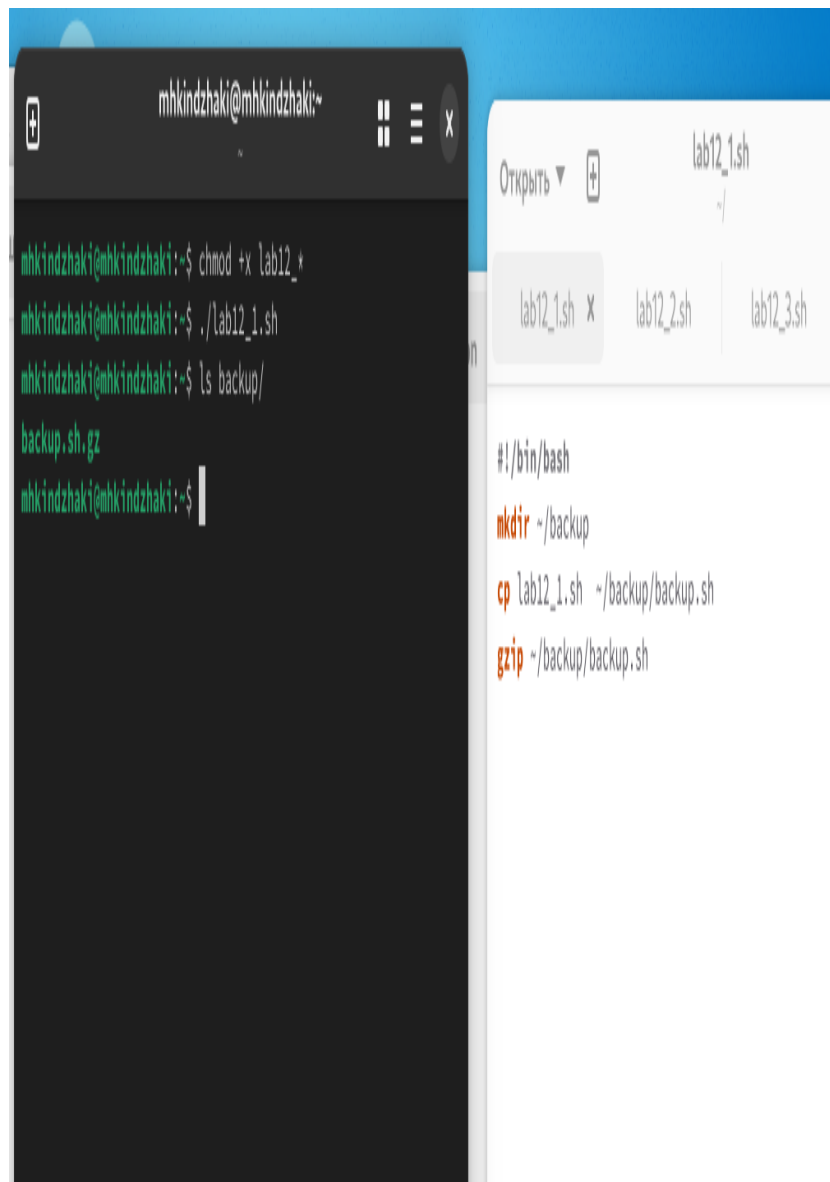 mhkindzhaki@mhkindzhaki:~
~
mhkindzhaki@mhkindzhaki:~$ chmod +x lab12_*
mhkindzhaki@mhkindzhaki:~$ ./lab12_1.sh
mhkindzhaki@mhkindzhaki:~$ ls backup/
backup.sh.gz
mhkindzhaki@mhkindzhaki:~$
Открыть
lab12_1.sh
~/
lab12_1.sh
lab12_2.sh
lab12_3.sh
#!/bin/bash
mkdir ~/backup
cp lab12_1.sh ~/backup/backup.sh
gzip ~/backup/backup.sh